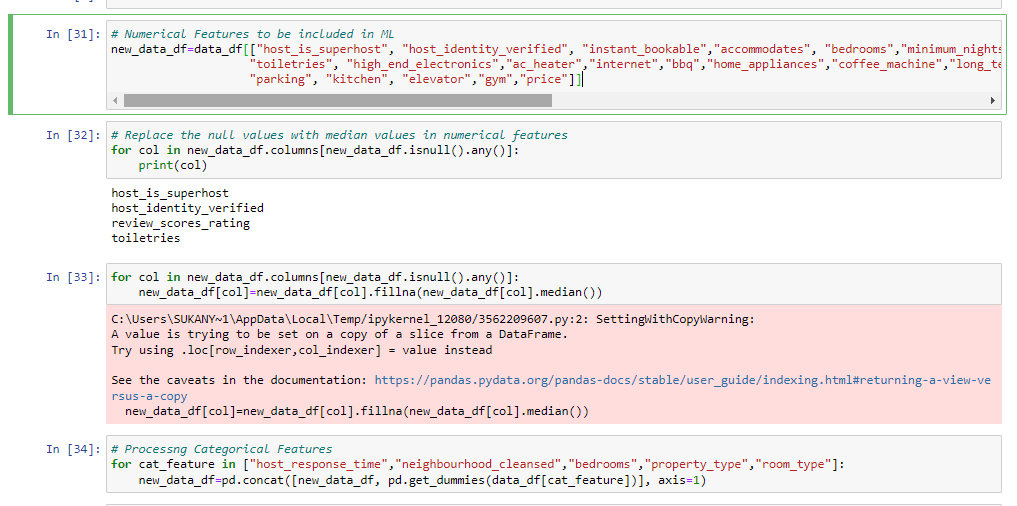 In [31]:
# Numerical Features to be included in ML
new_data_df=data_df[["host_is_superhost", "host_identity_verified", "instant_bookable","accommodates", "bedrooms","minimum_nights
"toiletries", "high_end_electronics","ac_heater","internet","bbq","home_appliances","coffee_machine","long_te
"parking", "kitchen", "elevator","gym","price"]]
In [32]:
# Replace the null values with median values in numerical features
for col in new_data_df.columns[new_data_df.isnull().any()]:
print(col)
host_is_superhost
host_identity_verified
review_scores_rating
toiletries
In [33]:
for col in new_data_df.columns[new_data_df.isnull().any()]:
new_data_df[col]=new_data_df[col].fillna(new_data_df[col].median())
C:\Users\SUKANY~1\AppData\Local\Temp/ipykernel_12080/3562209607.py:2: SettingWithCopyWarning:
A value is trying to be set on a copy of a slice from a DataFrame.
Try using .loc[row_indexer,col_indexer] = value instead
See the caveats in the documentation: https://pandas.pydata.org/pandas-docs/stable/user_guide/indexing.html#returning-a-view-ve
rsus-a-copy
new_data_df[col]=new_data_df[col].fillna(new_data_df[col].median())
In [34]:
# Processng Categorical Features
for cat_feature in ["host_response_time","neighbourhood_cleansed","bedrooms","property_type","room_type"]:
new_data_df=pd.concat([new_data_df, pd.get_dummies(data_df[cat_feature])], axis=1)